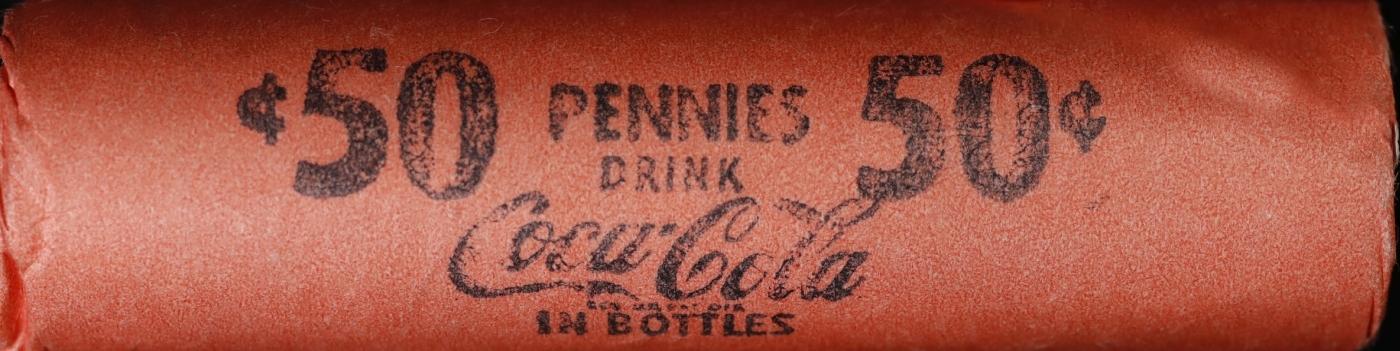 ¢50 PENNIES 50¢
DRINK
Coca-Cola
IN BOTTLES